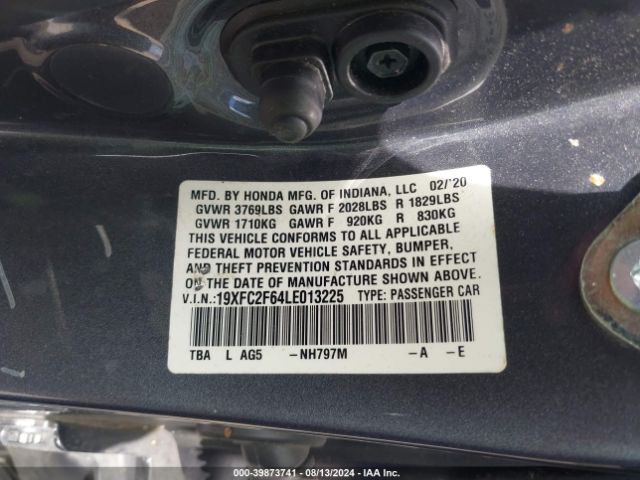 MFD. BY HONDA MFG. OF INDIANA, LLC 02/'20
GVWR 3769LBS GAWR F 2028LBS R 1829LBS
GVWR 1710KG GAWR F 920KG R 830KG
THIS VEHICLE CONFORMS TO ALL APPLICABLE
FEDERAL MOTOR VEHICLE SAFETY, BUMPER,
AND THEFT PREVENTION STANDARDS IN EFFECT
ON THE DATE OF MANUFACTURE SHOWN ABOVE.
V.I.N.:19XFC2F64LE013225 TYPE: PASSENGER CAR
TBA L AG5 -NH797M -A -E
000-39873741 - 08/13/2024 - IAA Inc.